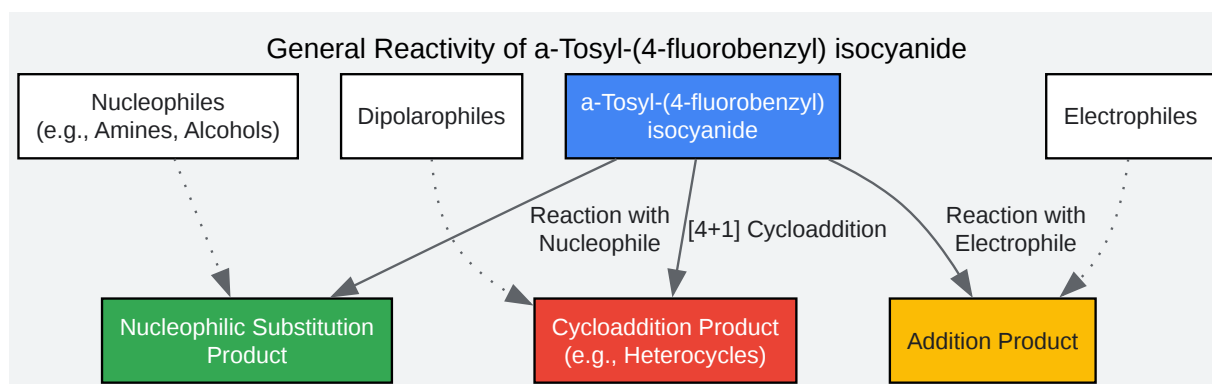 General Reactivity of a-Tosyl-(4-fluorobenzyl) isocyanide
Nucleophiles
(e.g., Amines, Alcohols)
Dipolarophiles
a-Tosyl-(4-fluorobenzyl)
isocyanide
Electrophiles
Reaction with
Nucleophile
[4+1] Cycloaddition
Reaction with
Electrophile
Nucleophilic Substitution
Product
Cycloaddition Product
(e.g., Heterocycles)
Addition Product